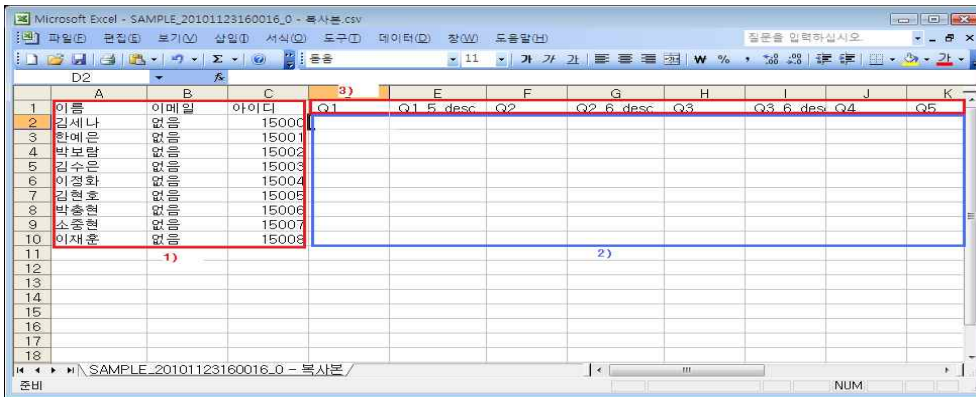 Microsoft Excel - SAMPLE_20101123160016_0 - 복사본.csv
파일(F) 편집(E) 보기(V) 삽입(I) 서식(O) 도구(T) 데이터(D) 창(W) 도움말(H) 질문을 입력하십시오.
돋움 11 가 가 가 W %
D2 fx
A B C 3) E F G H I J K
1 이름 이메일 아이디 Q1 Q1_5_desc Q2 Q2_6_desc Q3 Q3_6_des Q4 Q5
2 김세나 없음 15000
3 한예은 없음 15001
4 박보람 없음 15002
5 김수은 없음 15003
6 이정화 없음 15004
7 김현호 없음 15005
8 박충현 없음 15006
9 소중현 없음 15007
10 이재훈 없음 15008
11 1) 2)
12
13
14
15
16
17
18
SAMPLE_20101123160016_0 - 복사본
준비 NUM